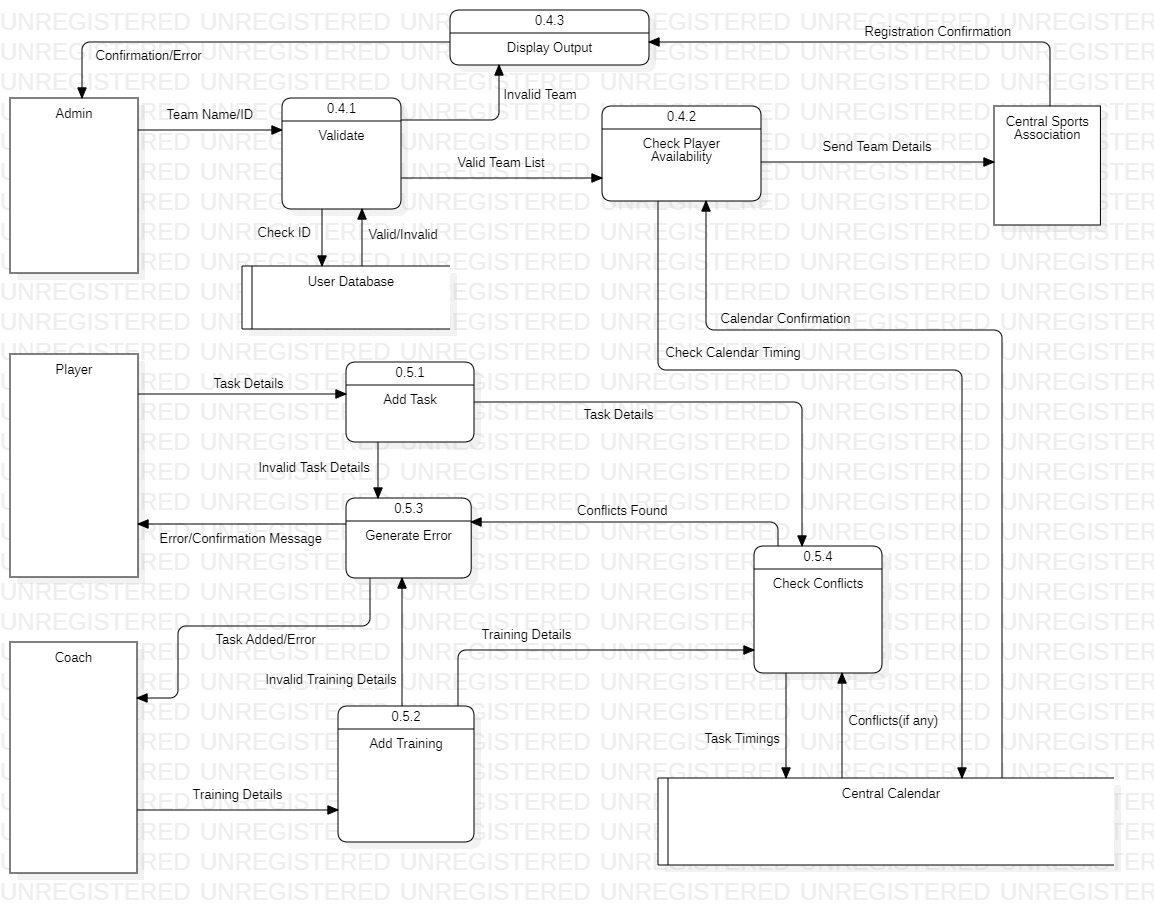 0.4.3
Display Output
Registration Confirmation
Confirmation/Error
Invalid Team
Admin
Team Name/ID
0.4.1
Validate
0.4.2
Check Player
Availability
Central Sports
Association
Send Team Details
Valid Team List
Check ID
Valid/Invalid
User Database
Calendar Confirmation
Check Calendar Timing
Player
Task Details
0.5.1
Add Task
Task Details
Invalid Task Details
0.5.3
Generate Error
Conflicts Found
Error/Confirmation Message
0.5.4
Check Conflicts
Task Added/Error
Training Details
Coach
Invalid Training Details
0.5.2
Add Training
Task Timings
Conflicts(if any)
Training Details
Central Calendar
UNREGISTERED